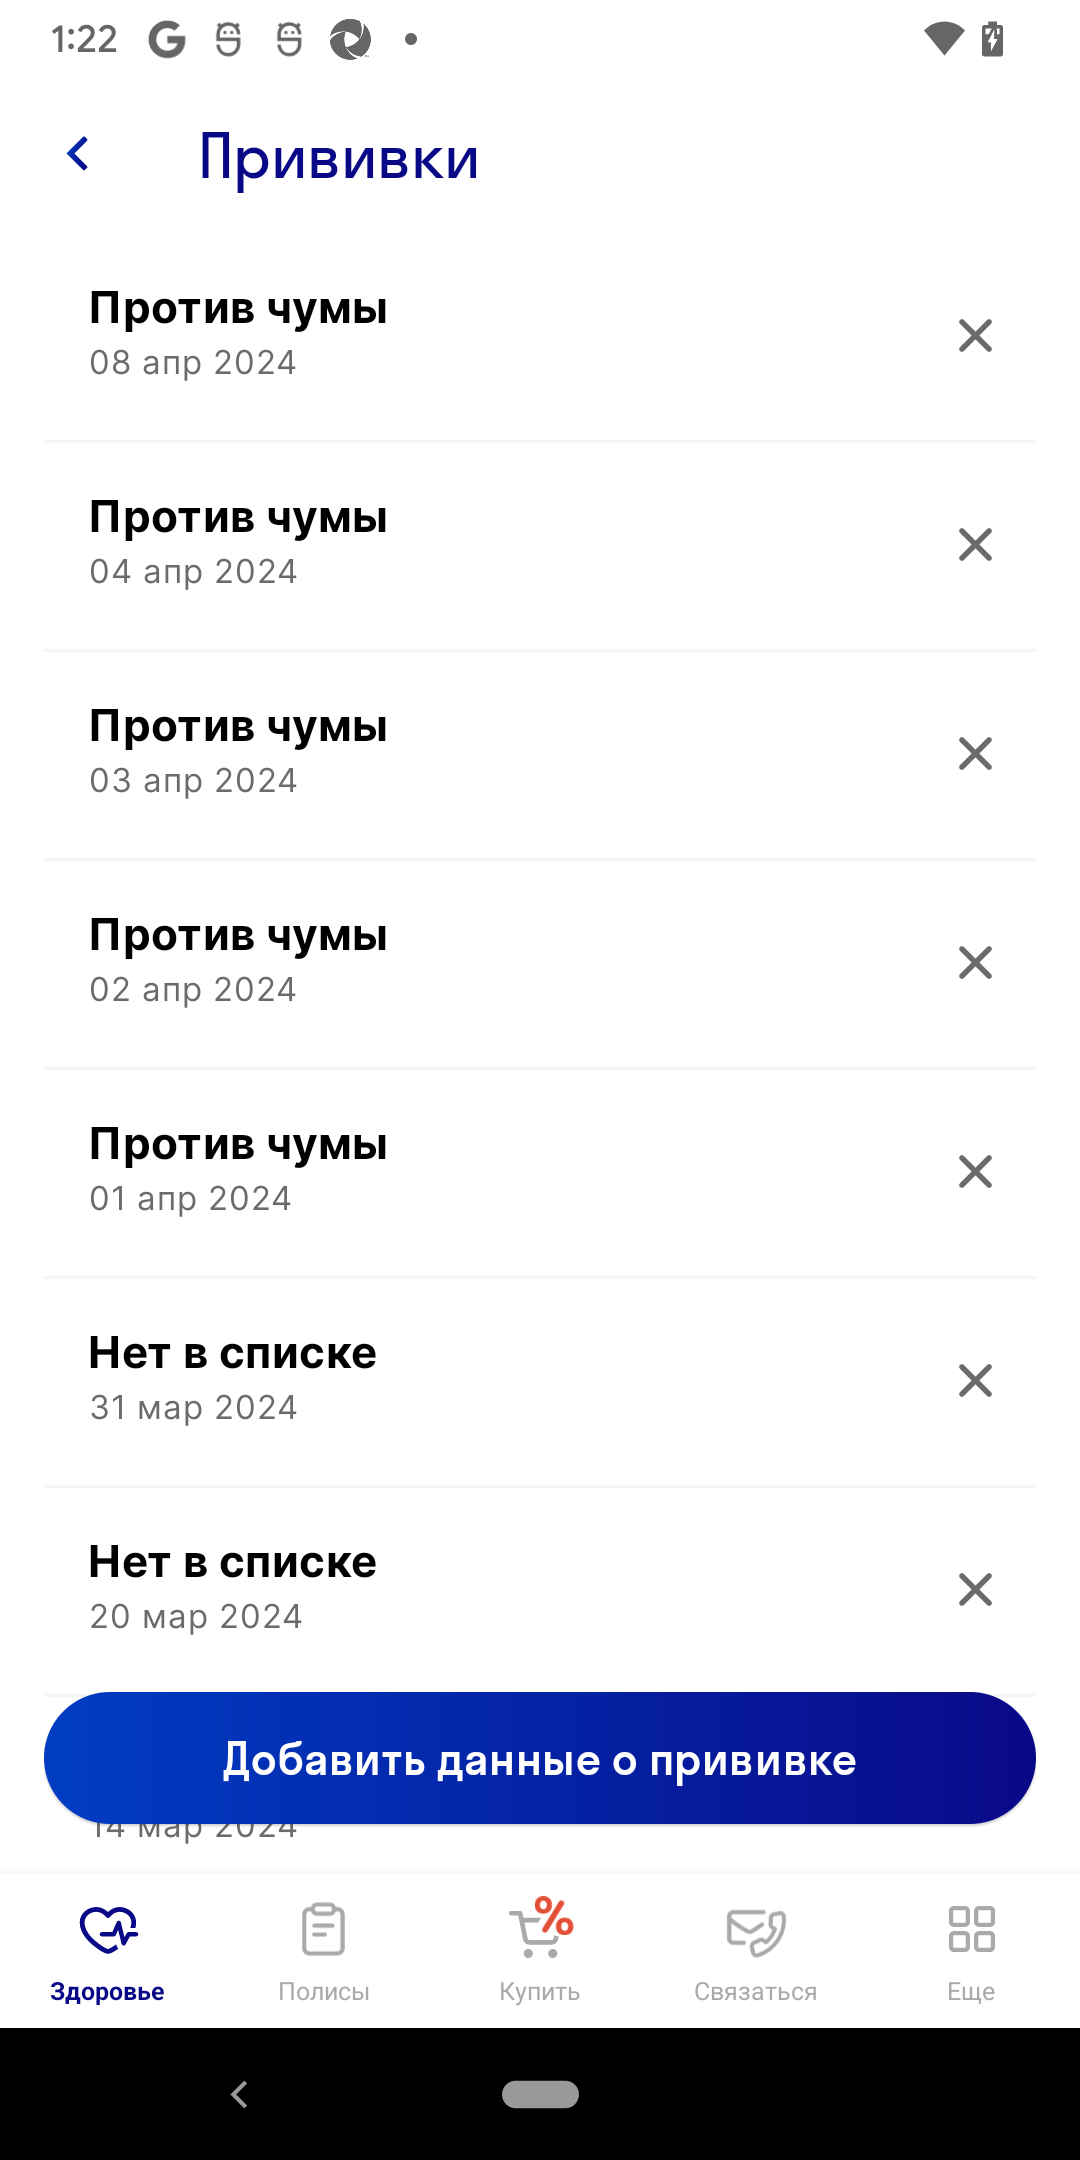 1:22
Прививки
Против чумы
08 апр 2024
Против чумы
04 апр 2024
Против чумы
03 апр 2024
Против чумы
02 апр 2024
Против чумы
01 апр 2024
Нет в списке
31 мар 2024
Нет в списке
20 мар 2024
Добавить данные о прививке
14 мар 2024
Здоровье
Полисы
%
Купить
Связаться
Еще